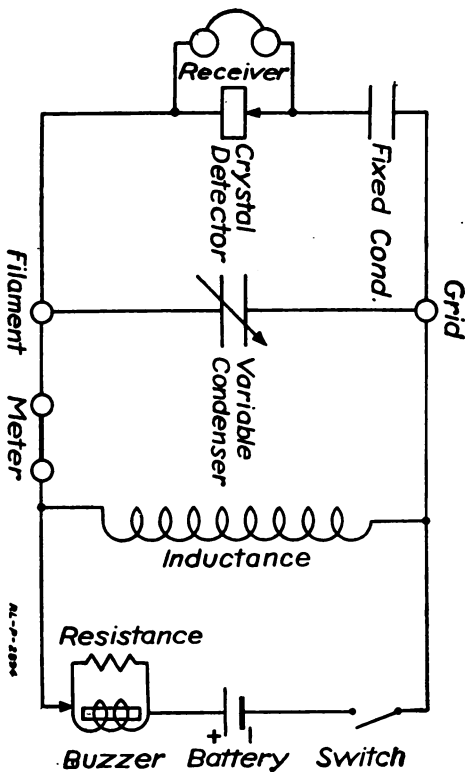 Receiver
Crystal
Detector
Fixed Cond.
Grid
Filament
Variable
Condenser
Meter
Inductance
Resistance
+
-
Buzzer
Battery
Switch